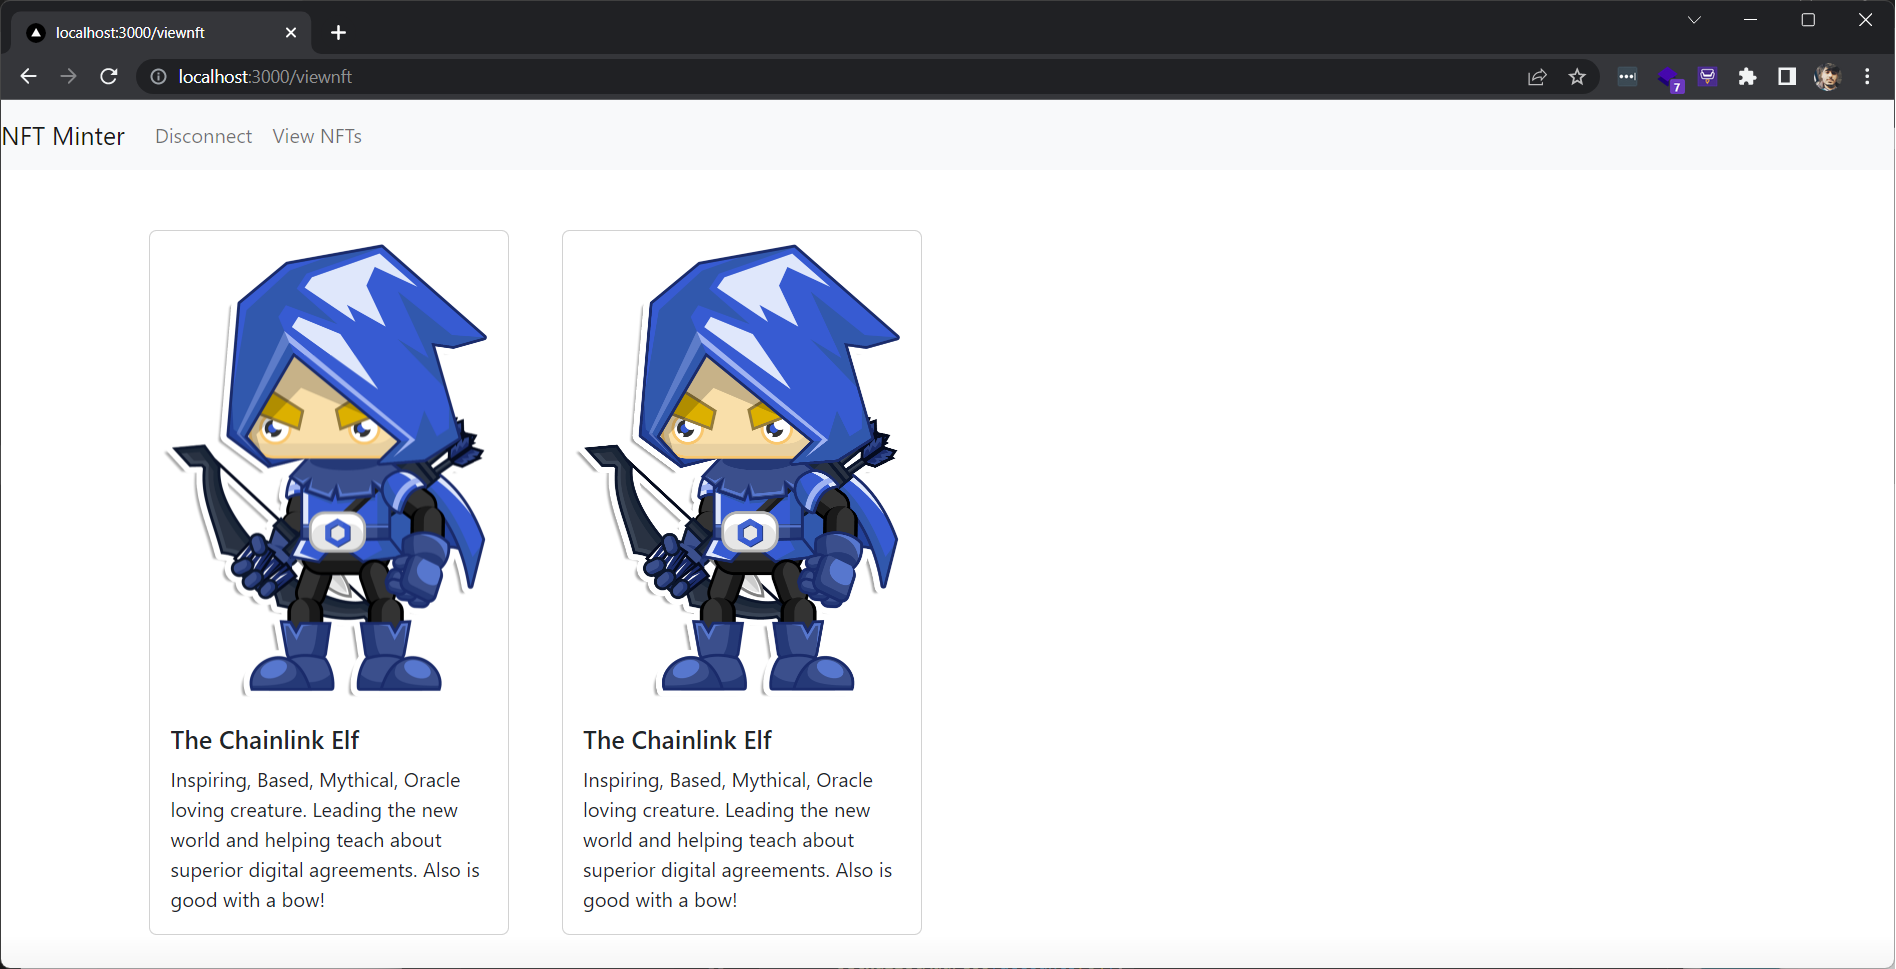 localhost:3000/viewnft
localhost:3000/viewnft
7
NFT Minter Disconnect View NFTs
The Chainlink Elf
Inspiring, Based, Mythical, Oracle
loving creature. Leading the new
world and helping teach about
superior digital agreements. Also is
good with a bow!
The Chainlink Elf
Inspiring, Based, Mythical, Oracle
loving creature. Leading the new
world and helping teach about
superior digital agreements. Also is
good with a bow!